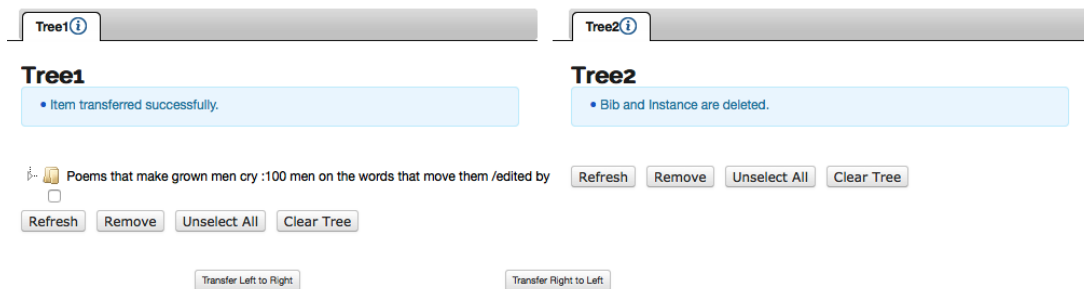 Tree1
Tree2
Tree1
Tree2
• Item transferred successfully.
• Bib and Instance are deleted.
Poems that make grown men cry :100 men on the words that move them /edited by
Refresh Remove Unselect All Clear Tree
Refresh Remove Unselect All Clear Tree
Transfer Left to Right
Transfer Right to Left